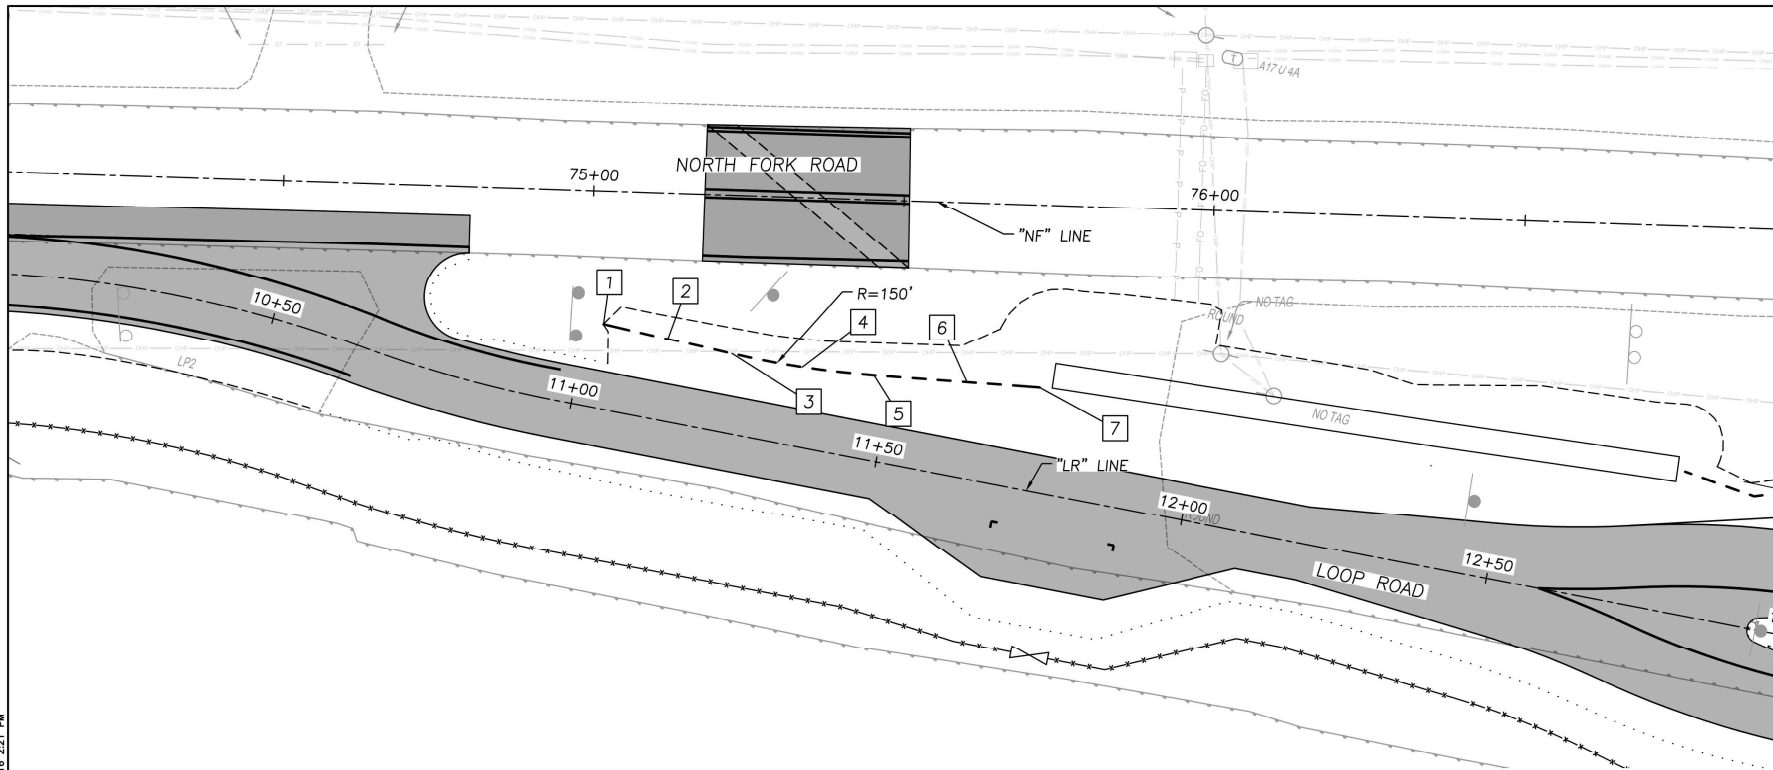 A17 U 4A
NORTH FORK ROAD
75+00
76+00
"NF" LINE
1
2
R=150'
4
6
10+50
NO TAG
ROUND
LP2
11+00
3
5
7
NO TAG
11+50
"LR" LINE
12+00
ROUND
12+50
LOOP ROAD